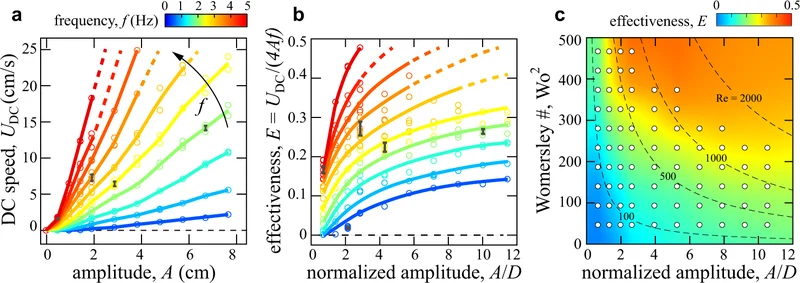 frequency, f (Hz)
0 1 2 3 4 5
a
DC speed, UDC (cm/s)
25
20
15
10
5
0
f
0 2 4 6 8
amplitude, A (cm)
b
effectiveness, E = UDC/(4Af)
0.5
0.4
0.3
0.2
0.1
0
0 2 4 6 8 10 12
normalized amplitude, A/D
c
effectiveness, E
0 0.5
Womersley #, Wo²
500
400
300
200
100
0
Re = 2000
1000
500
100
0 2 4 6 8 10 12
normalized amplitude, A/D